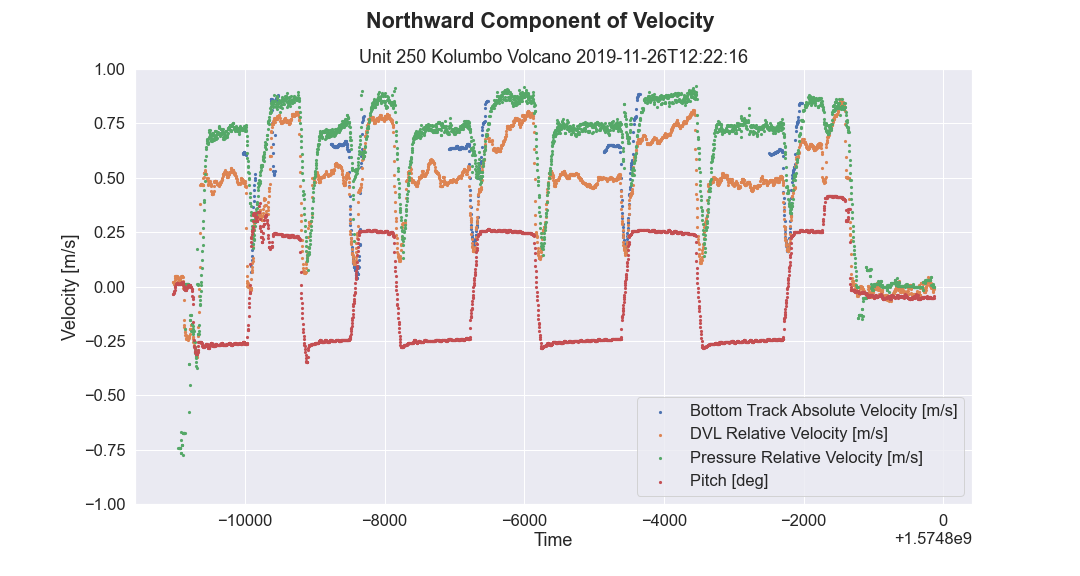 Northward Component of Velocity
Unit 250 Kolumbo Volcano 2019-11-26T12:22:16
1.00
0.75
0.50
0.25
0.00
−0.25
−0.50
−0.75
−1.00
Velocity [m/s]
Bottom Track Absolute Velocity [m/s]
DVL Relative Velocity [m/s]
Pressure Relative Velocity [m/s]
Pitch [deg]
−10000 −8000 −6000 −4000 −2000 0
Time
+1.5748e9